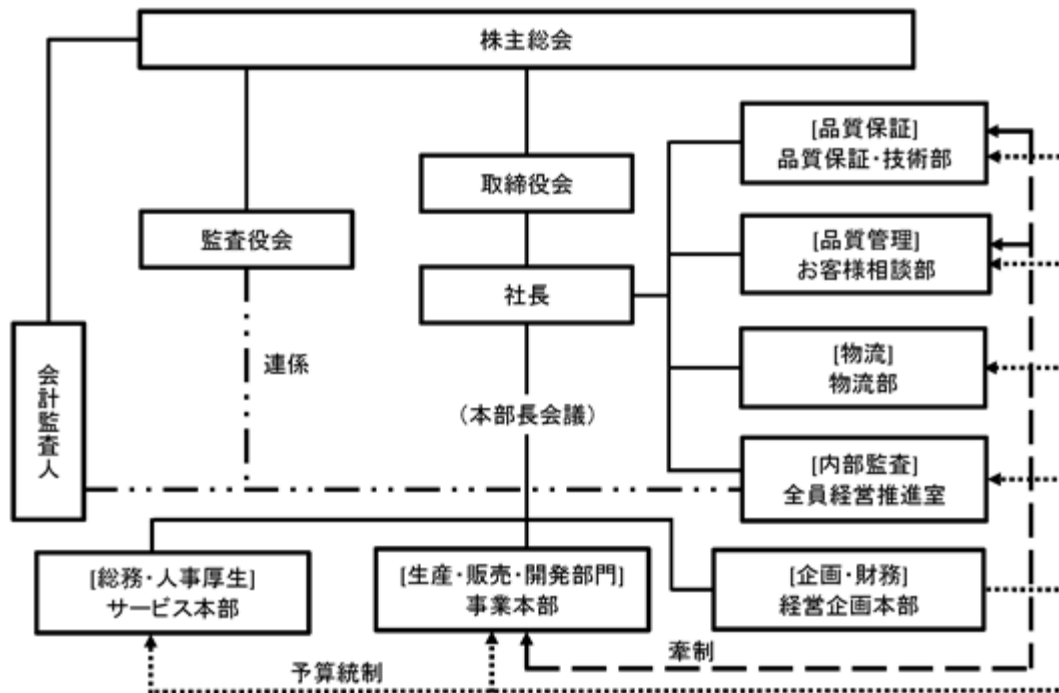 株主総会
[品質保証]
品質保証・技術部
取締役会
監査役会
[品質管理]
お客様相談部
社長
会計監査人
連係
[物流]
物流部
(本部長会議)
[内部監査]
全員経営推進室
[総務・人事厚生]
サービス本部
[生産・販売・開発部門]
事業本部
[企画・財務]
経営企画本部
牽制
予算統制